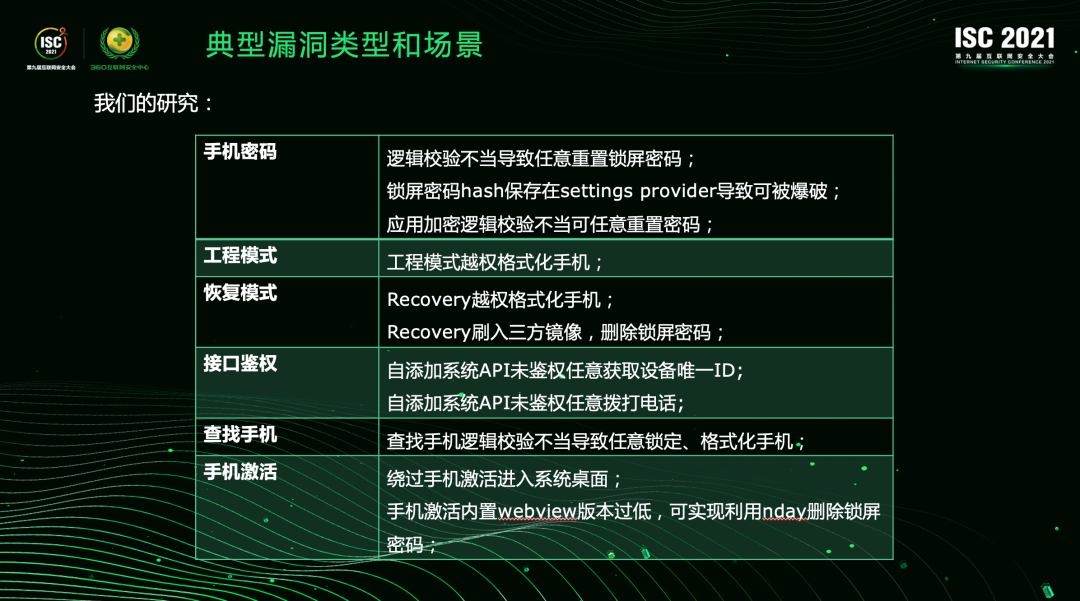 ISC
2021
第九届互联网安全大会
360互联网安全中心
典型漏洞类型和场景
ISC 2021
第九届互联网安全大会
INTERNET SECURITY CONFERENCE 2021
我们的研究：
手机密码
逻辑校验不当导致任意重置锁屏密码；
锁屏密码hash保存在settings provider导致可被爆破；
应用加密逻辑校验不当可任意重置密码；
工程模式
工程模式越权格式化手机；
恢复模式
Recovery越权格式化手机；
Recovery刷入三方镜像，删除锁屏密码；
接口鉴权
自添加系统API未鉴权任意获取设备唯一ID;
自添加系统API未鉴权任意拨打电话;
查找手机
查找手机逻辑校验不当导致任意锁定、格式化手机；
手机激活
绕过手机激活进入系统桌面；
手机激活内置webview版本过低，可实现利用nday删除锁屏
密码；